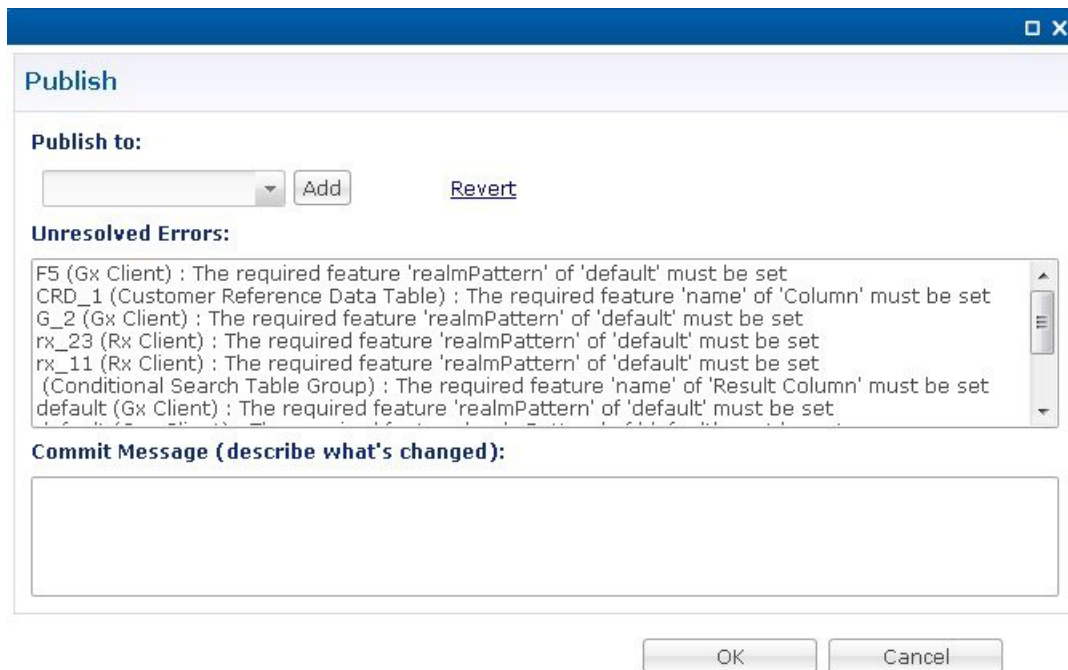 Publish
Publish to:
Add
Revert
Unresolved Errors:
F5 (Gx Client) : The required feature 'realmPattern' of 'default' must be set
CRD_1 (Customer Reference Data Table) : The required feature 'name' of 'Column' must be set
G_2 (Gx Client) : The required feature 'realmPattern' of 'default' must be set
rx_23 (Rx Client) : The required feature 'realmPattern' of 'default' must be set
rx_11 (Rx Client) : The required feature 'realmPattern' of 'default' must be set
(Conditional Search Table Group) : The required feature 'name' of 'Result Column' must be set
default (Gx Client) : The required feature 'realmPattern' of 'default' must be set
Commit Message (describe what's changed):
OK
Cancel